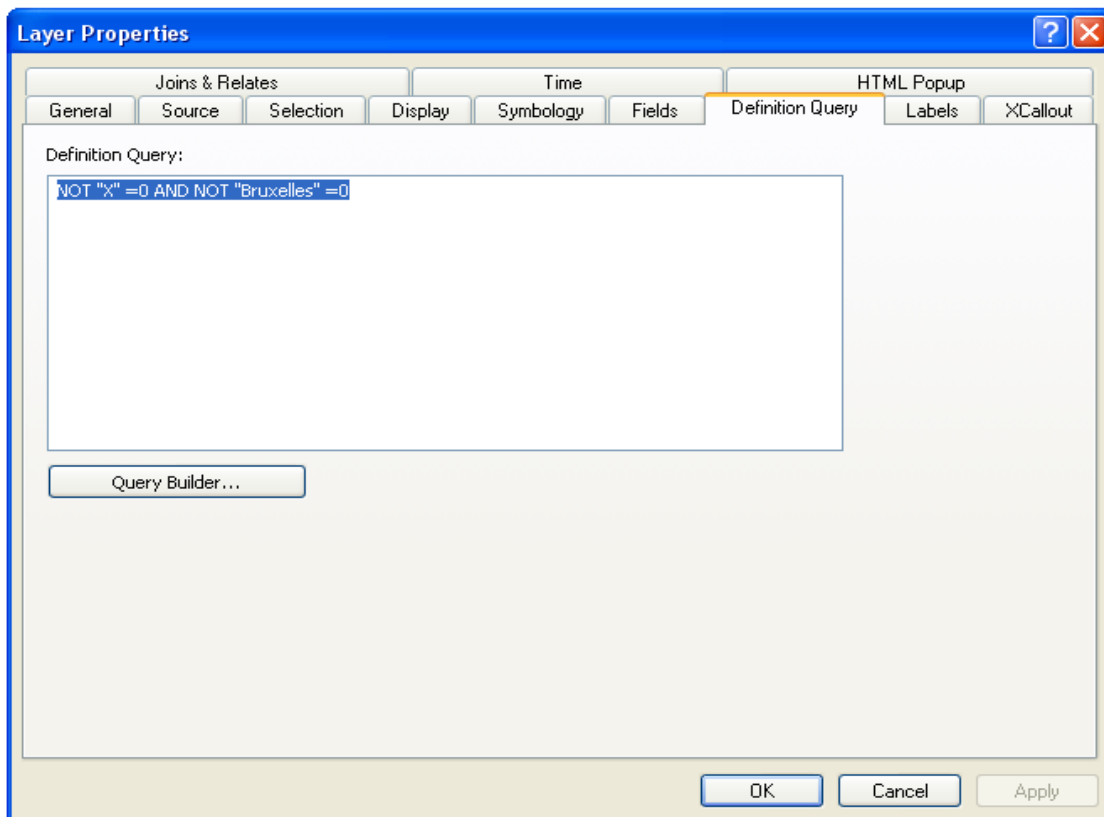 Layer Properties
?
Joins & Relates Time HTML Popup
General Source Selection Display Symbology Fields Definition Query Labels XCallout
Definition Query:
NOT "X" =0 AND NOT "Bruxelles" =0
Query Builder...
OK Cancel Apply